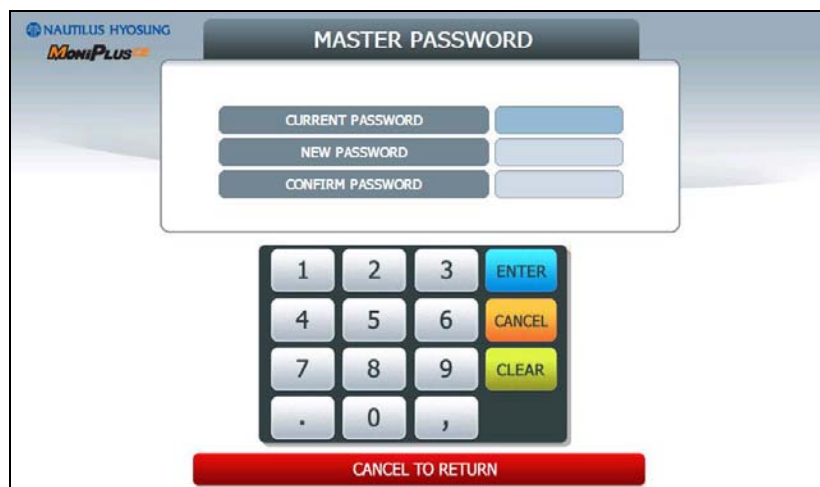 NAUTILUS HYOSUNG
MoniPlus CE
MASTER PASSWORD
CURRENT PASSWORD
NEW PASSWORD
CONFIRM PASSWORD
1 2 3 ENTER
4 5 6 CANCEL
7 8 9 CLEAR
. 0 ,
CANCEL TO RETURN